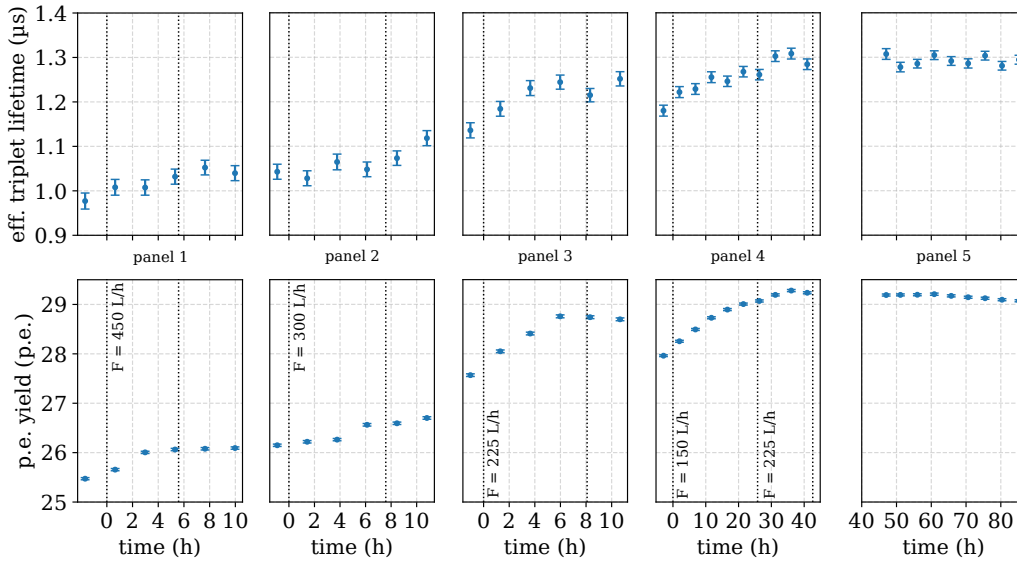 eff. triplet lifetime (µs)
1.4
1.3
1.2
1.1
1.0
0.9
panel 1
panel 2
panel 3
panel 4
panel 5
p.e. yield (p.e.)
29
28
27
26
25
F = 450 L/h
F = 300 L/h
F = 225 L/h
F = 150 L/h
F = 225 L/h
0 2 4 6 8 10
0 2 4 6 8 10
0 2 4 6 8 10
0 10 20 30 40
40 50 60 70 80
time (h)
time (h)
time (h)
time (h)
time (h)